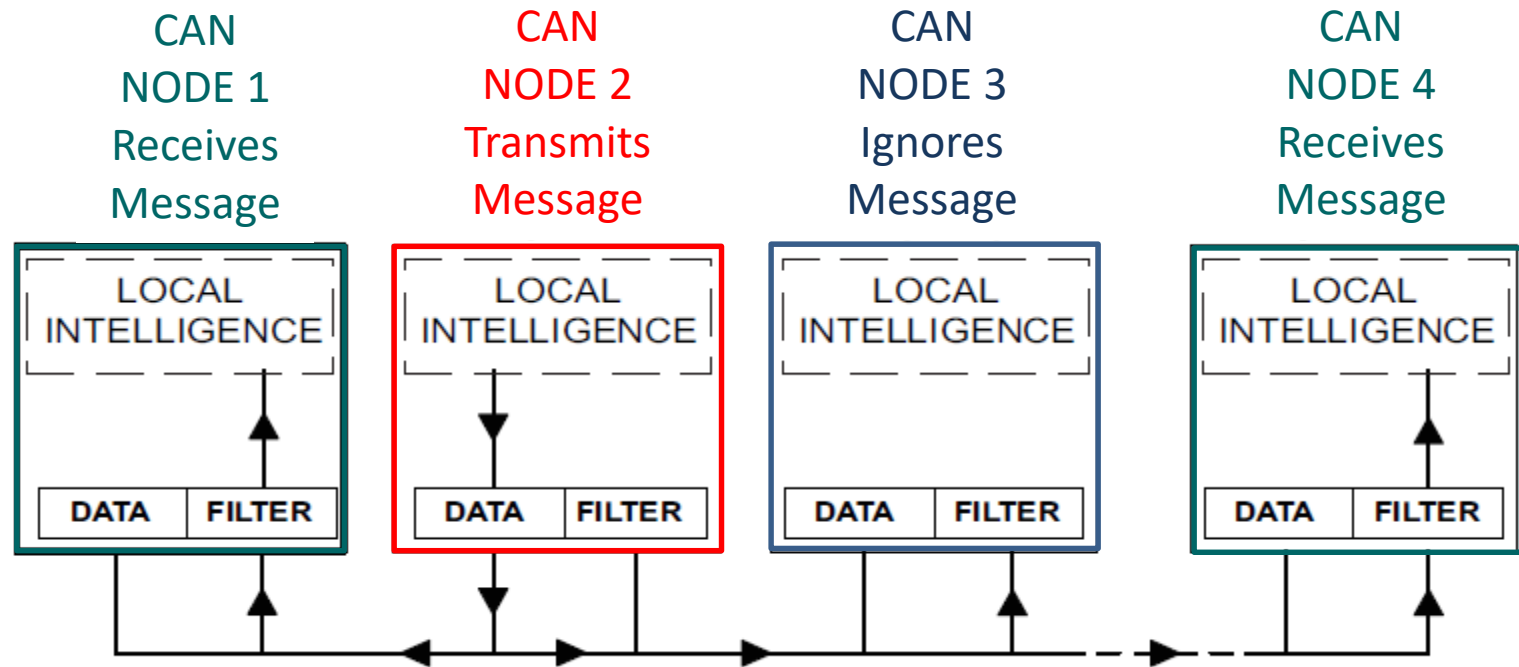 CAN
NODE 1
Receives
Message
CAN
NODE 2
Transmits
Message
CAN
NODE 3
Ignores
Message
CAN
NODE 4
Receives
Message
LOCAL
INTELLIGENCE
DATA
FILTER
LOCAL
INTELLIGENCE
DATA
FILTER
LOCAL
INTELLIGENCE
DATA
FILTER
LOCAL
INTELLIGENCE
DATA
FILTER